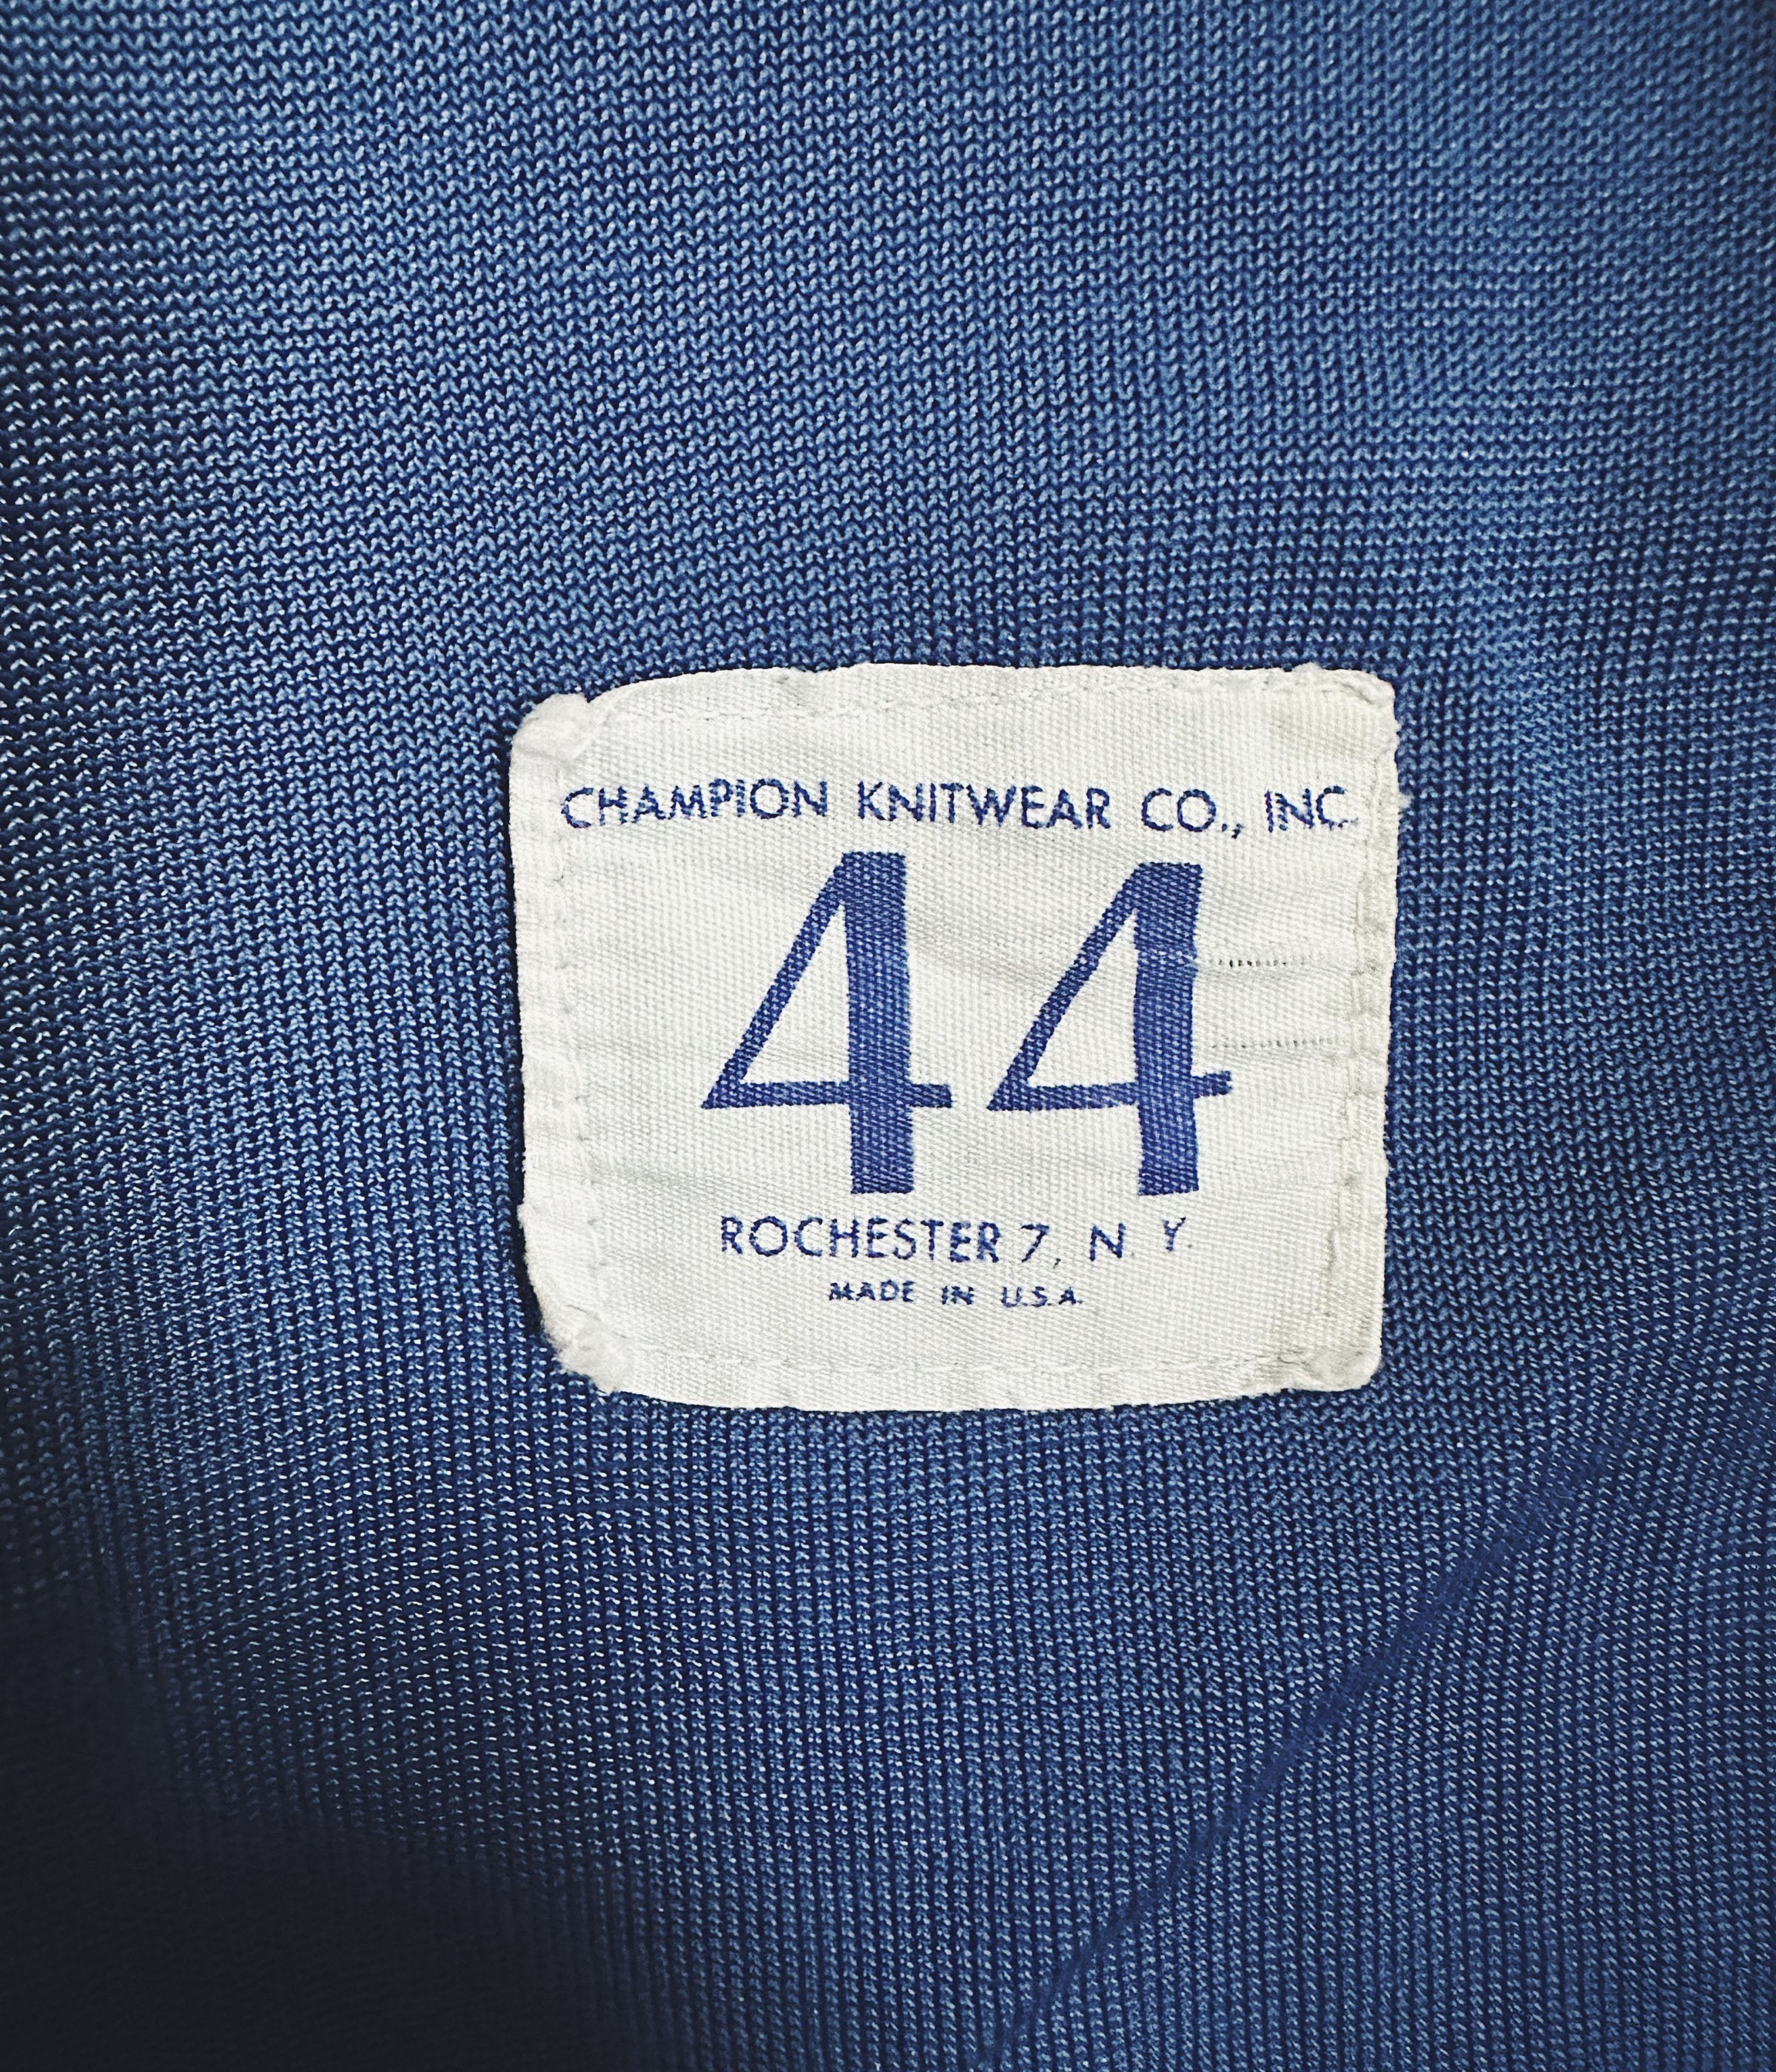 CHAMPION KNITWEAR CO., INC.
44
ROCHESTER 7, N. Y.
MADE IN U.S.A.